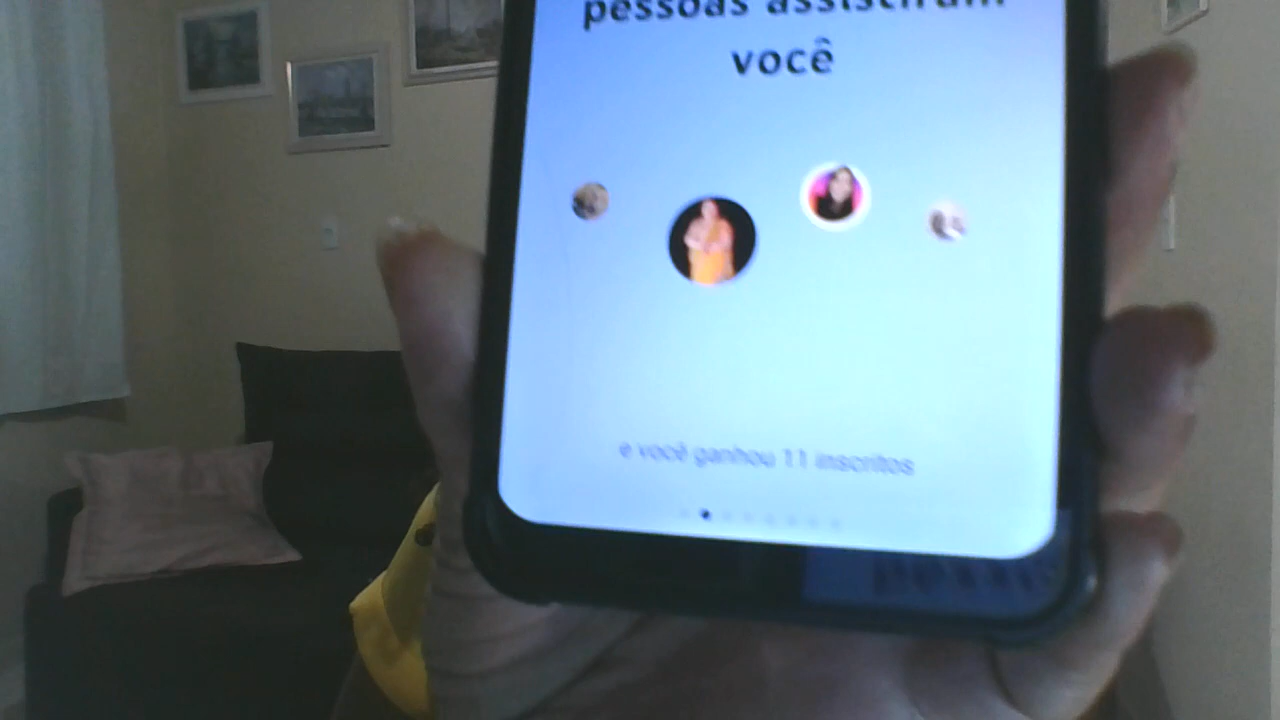 pessoas assistiram
você
e você ganhou 11 inscritos